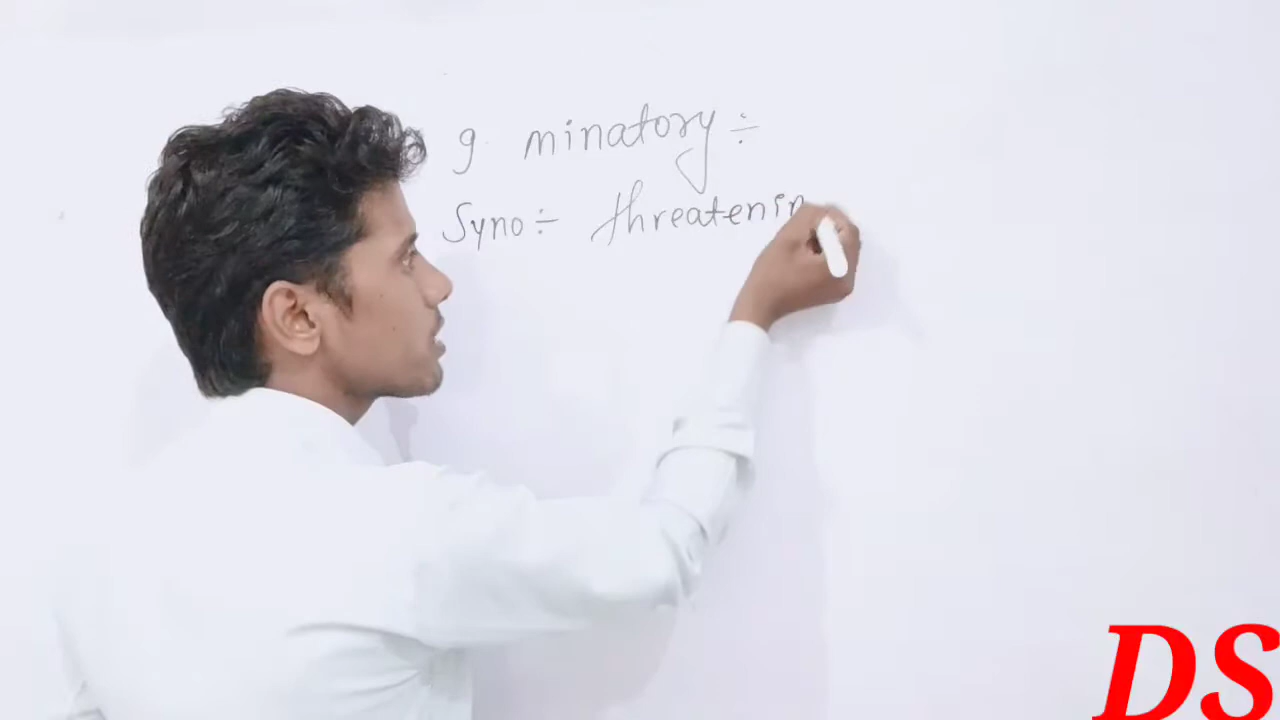 9 minatory ÷
Syno ÷ threatenin
DS